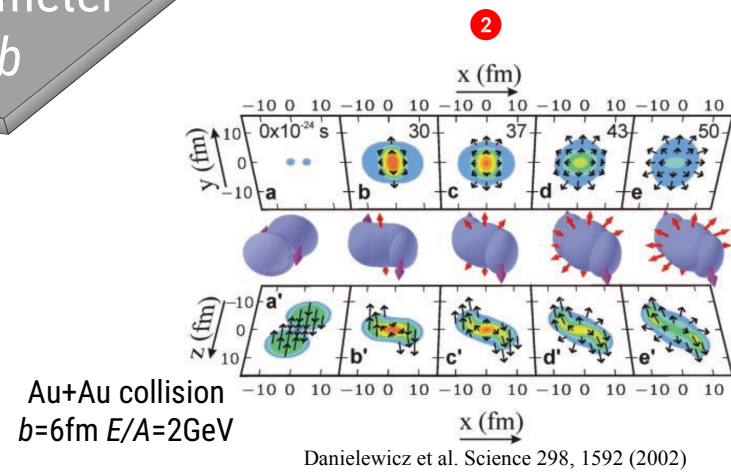 meter
b
2
x (fm)
-10 0 10 -10 0 10 -10 0 10 -10 0 10 -10 0 10
0x10-24 s 30 37 43 50
10
y (fm)
0
-10
a b c d e
a' b' c' d' e'
-10
z (fm)
0
10
-10 0 10 -10 0 10 -10 0 10 -10 0 10 -10 0 10
x (fm)
Au+Au collision
b=6fm E/A=2GeV
Danielewicz et al. Science 298, 1592 (2002)